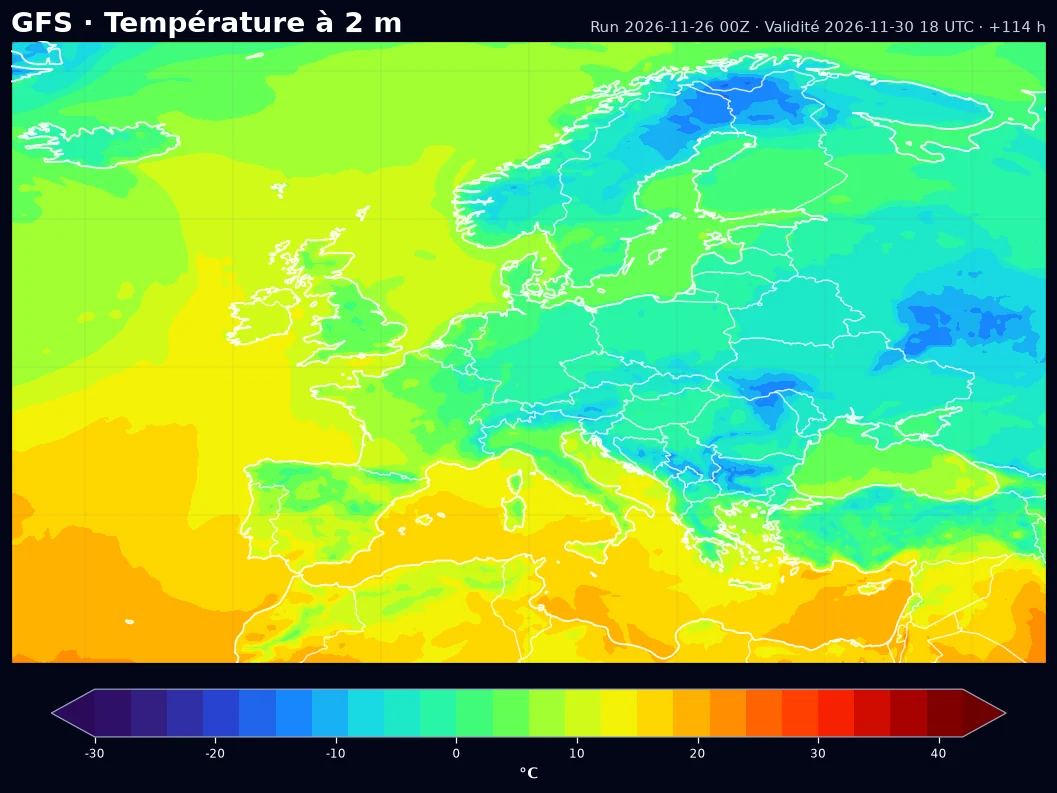 GFS · Température à 2 m
Run 2026-11-26 00Z · Validité 2026-11-30 18 UTC · +114 h
-30 -20 -10 0 10 20 30 40
°C